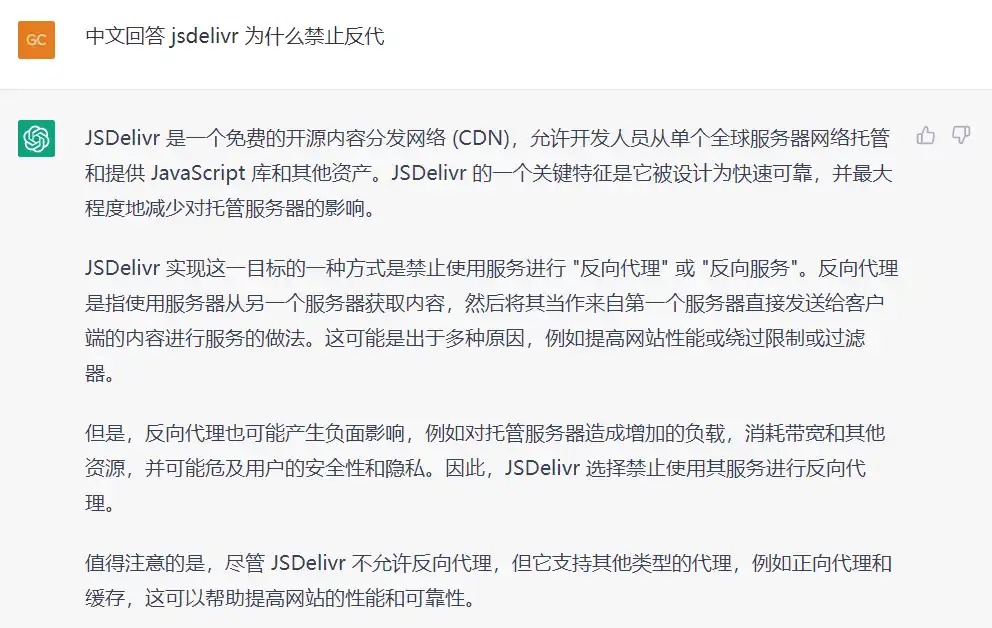 GC
中文回答 jsdelivr 为什么禁止反代
JSDelivr 是一个免费的开源内容分发网络 (CDN)，允许开发人员从单个全球服务器网络托管
和提供 JavaScript 库和其他资产。JSDelivr 的一个关键特征是它被设计为快速可靠，并最大
程度地减少对托管服务器的影响。
JSDelivr 实现这一目标的一种方式是禁止使用服务进行 "反向代理" 或 "反向服务"。反向代理
是指使用服务器从另一个服务器获取内容，然后将其当作来自第一个服务器直接发送给客户
端的内容进行服务的做法。这可能是出于多种原因，例如提高网站性能或绕过限制或过滤
器。
但是，反向代理也可能产生负面影响，例如对托管服务器造成增加的负载，消耗带宽和其他
资源，并可能危及用户的安全性和隐私。因此，JSDelivr 选择禁止使用其服务进行反向代
理。
值得注意的是，尽管 JSDelivr 不允许反向代理，但它支持其他类型的代理，例如正向代理和
缓存，这可以帮助提高网站的性能和可靠性。